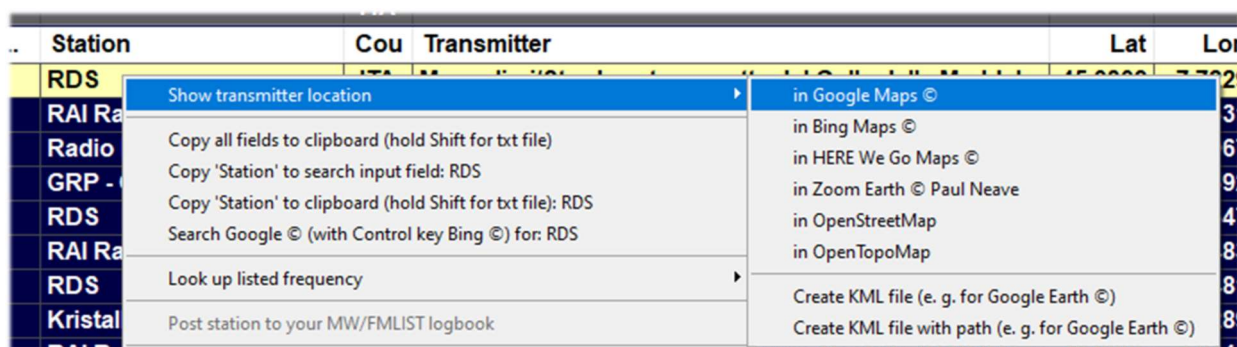 .. Station Cou Transmitter Lat Lo
RDS
Show transmitter location in Google Maps ©
RAI Ra in Bing Maps ©
Copy all fields to clipboard (hold Shift for txt file)
Radio in HERE We Go Maps ©
Copy 'Station' to search input field: RDS
GRP - in Zoom Earth © Paul Neave
Copy 'Station' to clipboard (hold Shift for txt file): RDS
RDS in OpenStreetMap
Search Google © (with Control key Bing ©) for: RDS
RAI Ra in OpenTopoMap
RDS Look up listed frequency
Create KML file (e. g. for Google Earth ©)
Kristal Post station to your MW/FMLIST logbook
Create KML file with path (e. g. for Google Earth ©)